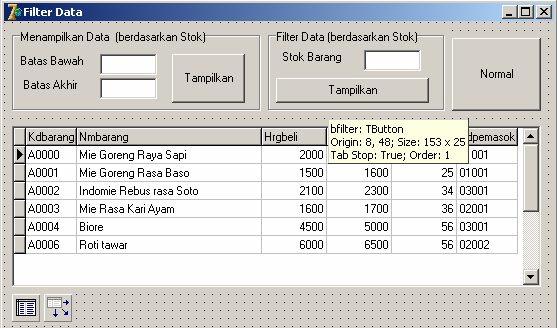 Filter Data
Menampilkan Data (berdasarkan Stok)
Batas Bawah
Batas Akhir
Tampilkan
Filter Data (berdasarkan Stok)
Stok Barang
Tampilkan
Normal
bfilter: TButton
Origin: 8, 48; Size: 153 x 25
Tab Stop: True; Order: 1
Kdbarang Nmbarang Hrgbeli dpemasok
A0000 Mie Goreng Raya Sapi 2000 001
A0001 Mie Goreng Rasa Baso 1500 1600 25 01001
A0002 Indomie Rebus rasa Soto 2100 2300 34 03001
A0003 Mie Rasa Kari Ayam 1600 1700 36 02001
A0004 Biore 4500 5000 56 03001
A0006 Roti tawar 6000 6500 56 02002